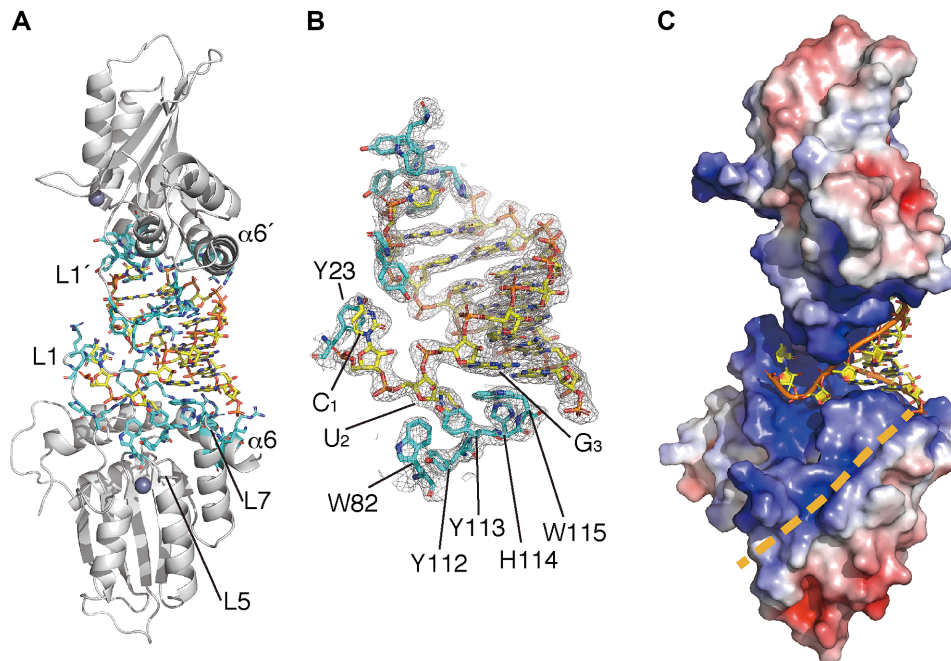 A B C
α6´
L1´
L1
α6
L7
L5
Y23
C1
U2
G3
W82
W115
Y113
Y112 H114